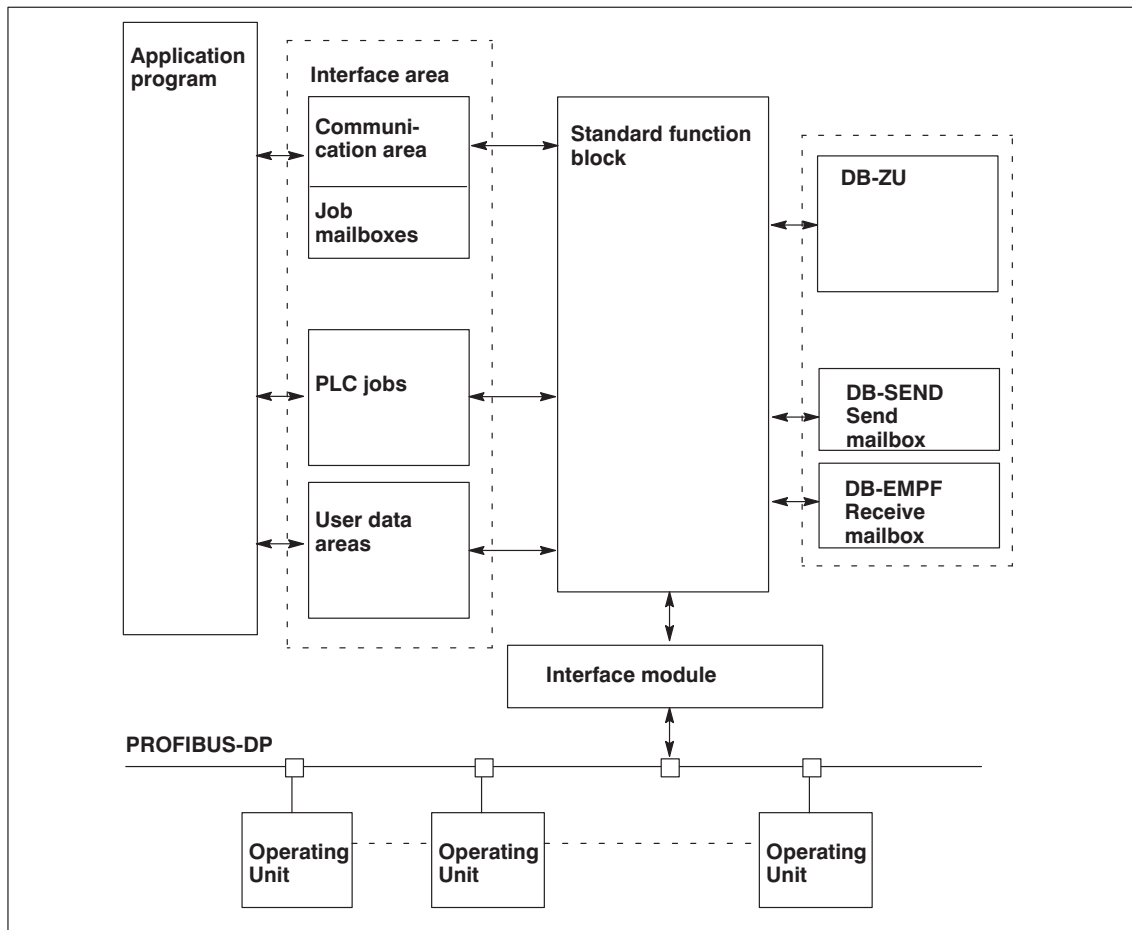 Application
program
Interface area
Communi-
cation area
Job
mailboxes
PLC jobs
User data
areas
Standard function
block
DB-ZU
DB-SEND
Send
mailbox
DB-EMPF
Receive
mailbox
Interface module
PROFIBUS-DP
Operating
Unit
Operating
Unit
Operating
Unit